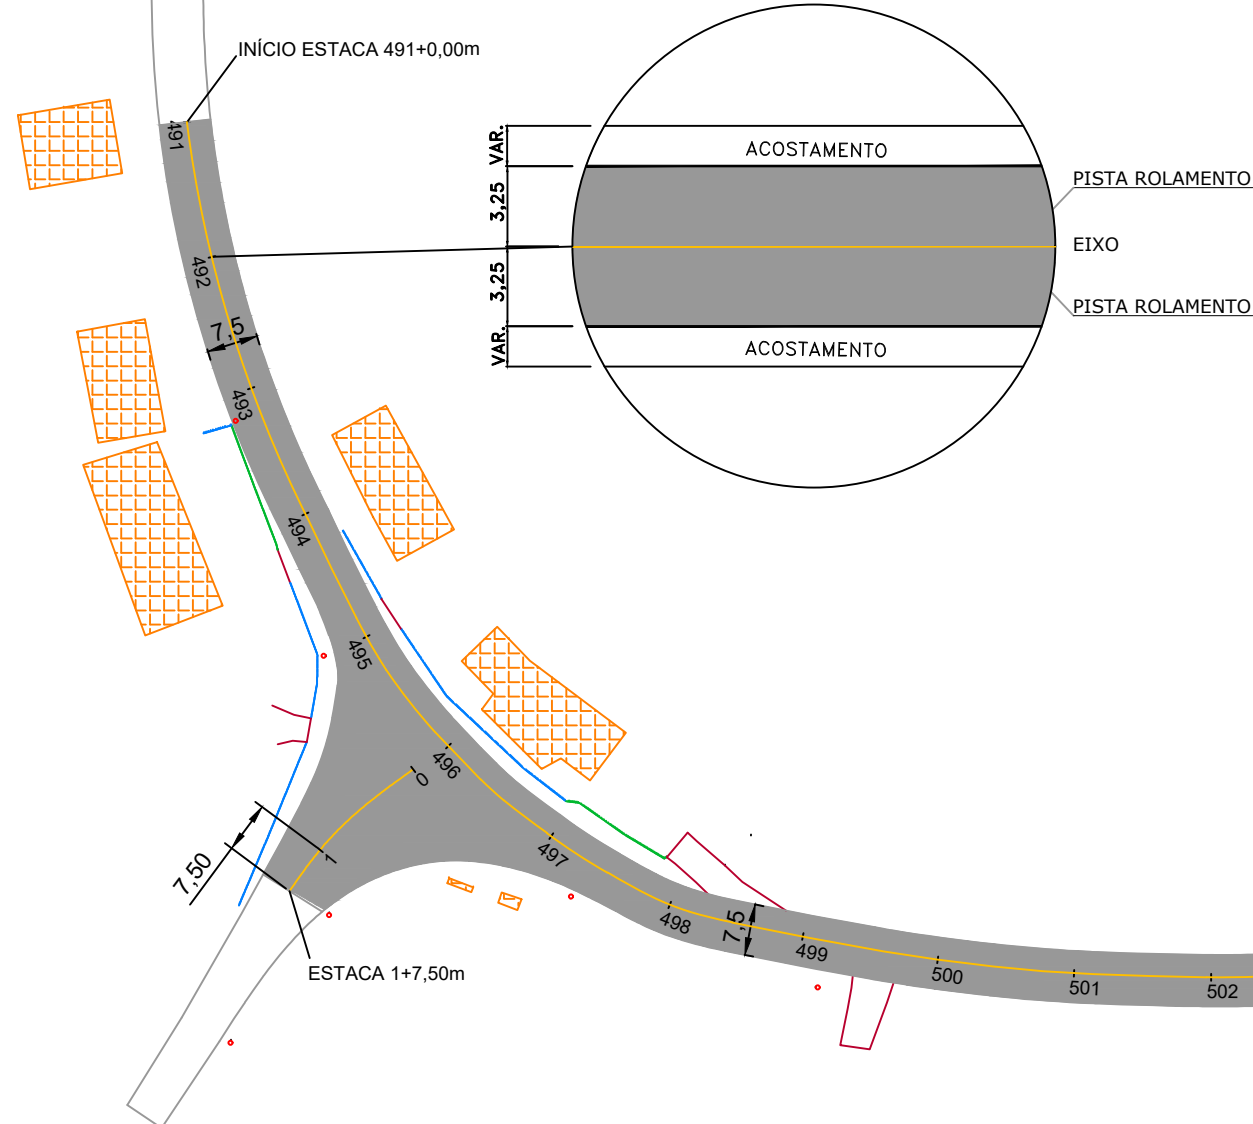 INÍCIO ESTACA 491+0,00m
VAR.
ACOSTAMENTO
3,25
PISTA ROLAMENTO
EIXO
3,25
PISTA ROLAMENTO
VAR.
ACOSTAMENTO
491
492
7,5
493
494
495
496
0
497
1
7,50
498
7,5
499
500
501
502
ESTACA 1+7,50m